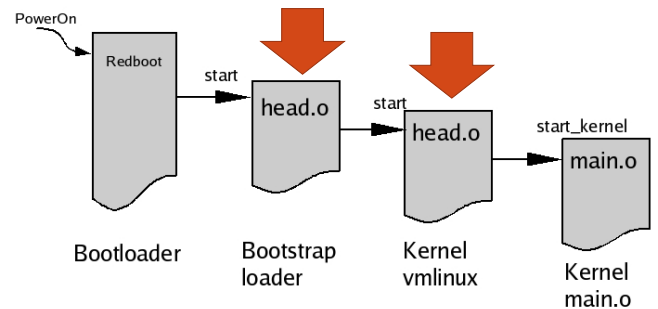 PowerOn
Redboot
start
head.o
start
head.o
start_kernel
main.o
Bootloader
Bootstrap
loader
Kernel
vmlinux
Kernel
main.o